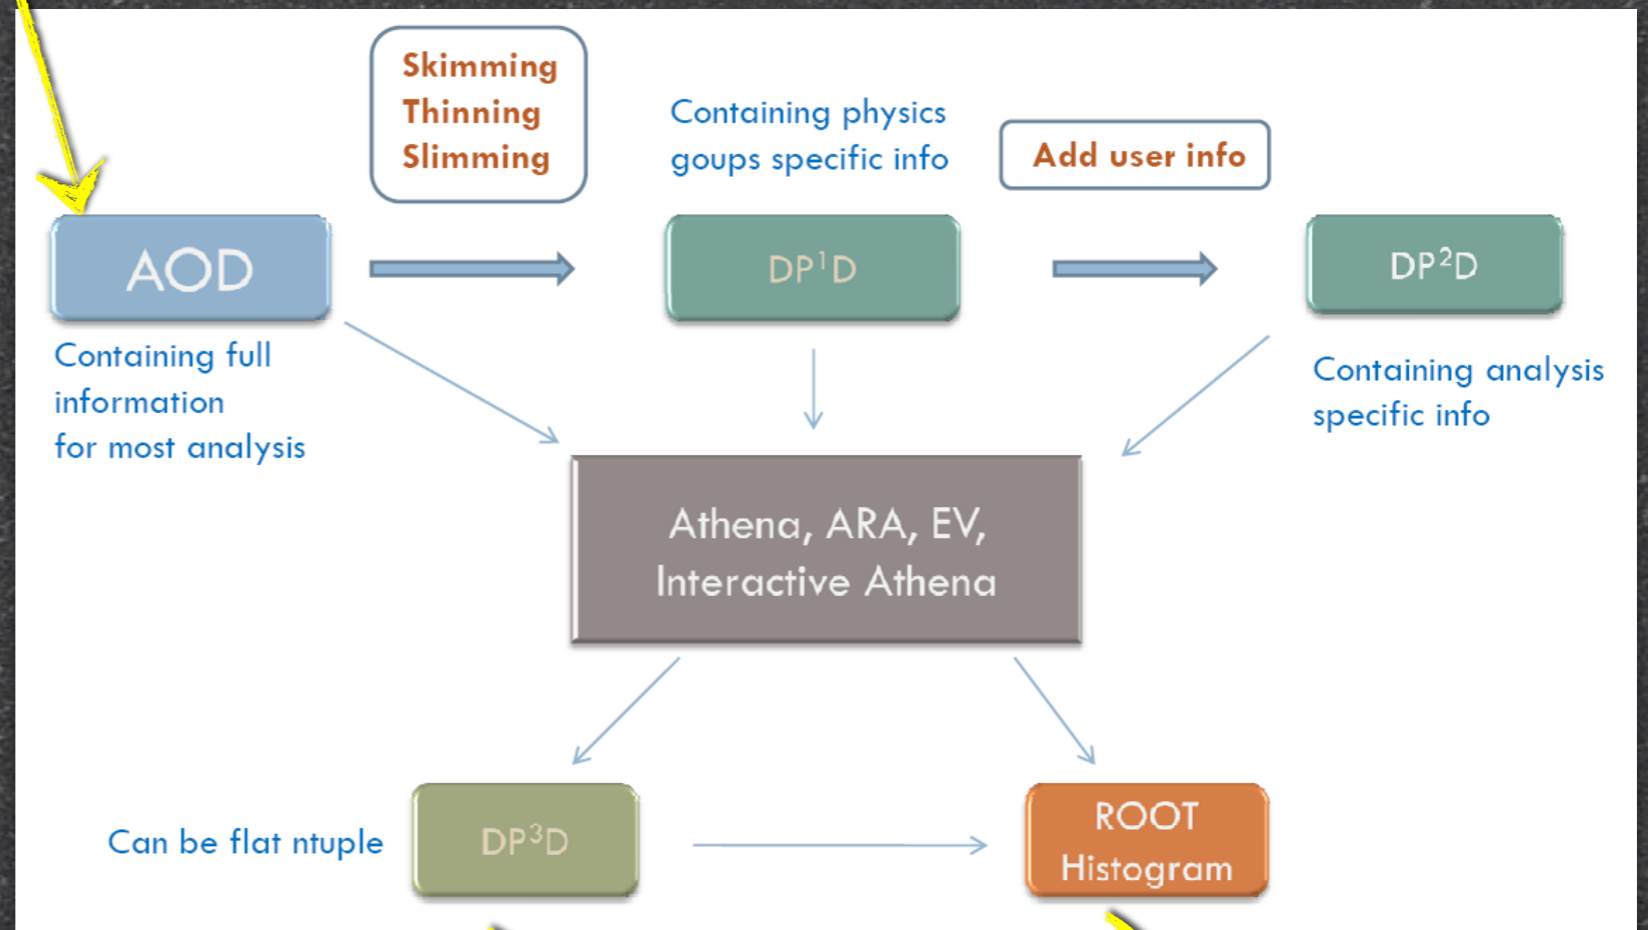 Skimming
Thinning
Slimming
Containing physics
goups specific info
Add user info
AOD
DP¹D
DP²D
Containing full
information
for most analysis
Containing analysis
specific info
Athena, ARA, EV,
Interactive Athena
Can be flat ntuple
DP³D
ROOT
Histogram